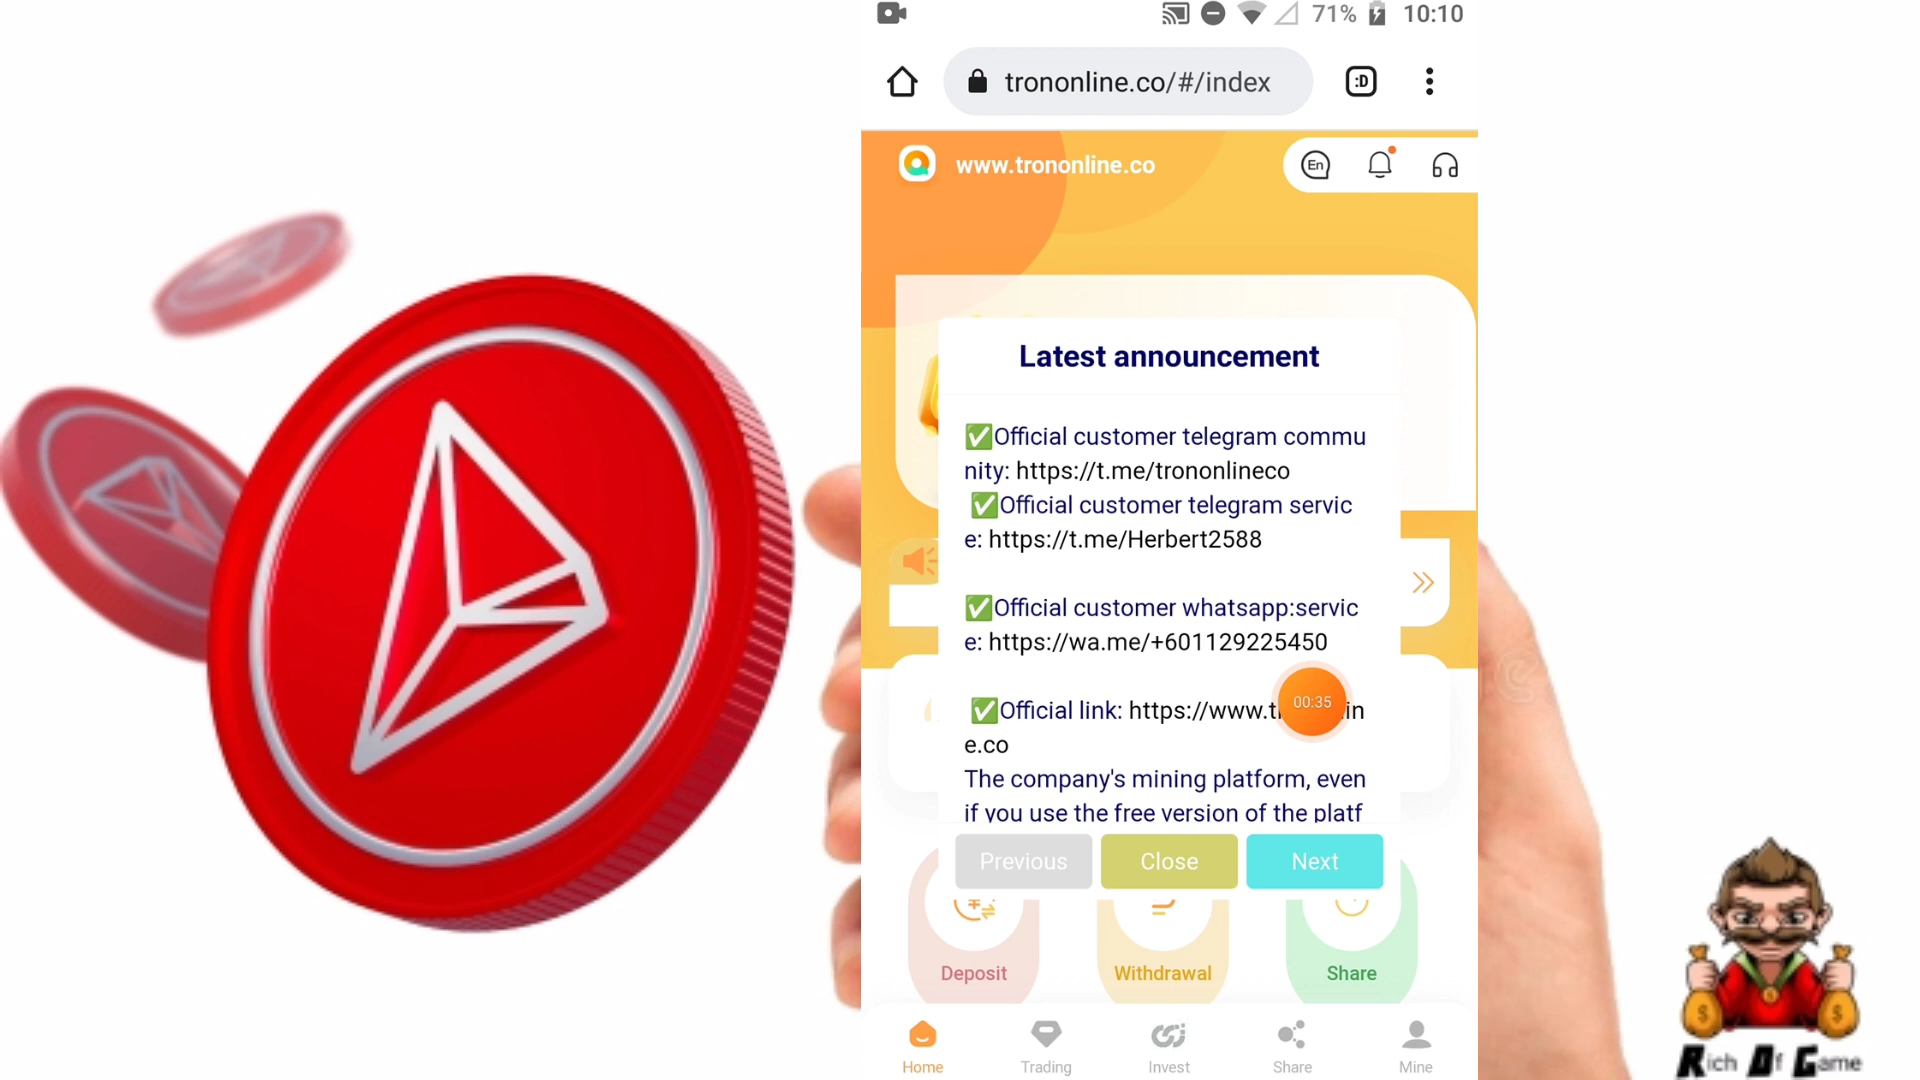 71% 10:10
trononline.co/#/index
:D
www.trononline.co
En
Latest announcement
✅Official customer telegram commu
nity: https://t.me/trononlineco
✅Official customer telegram servic
e: https://t.me/Herbert2588
✅Official customer whatsapp:servic
e: https://wa.me/+601129225450
✅Official link: https://www.t in
e.co
00:35
The company's mining platform, even
if you use the free version of the platf
Previous
Close
Next
Deposit
Withdrawal
Share
Home
Trading
Invest
Share
Mine
Rich Of Game